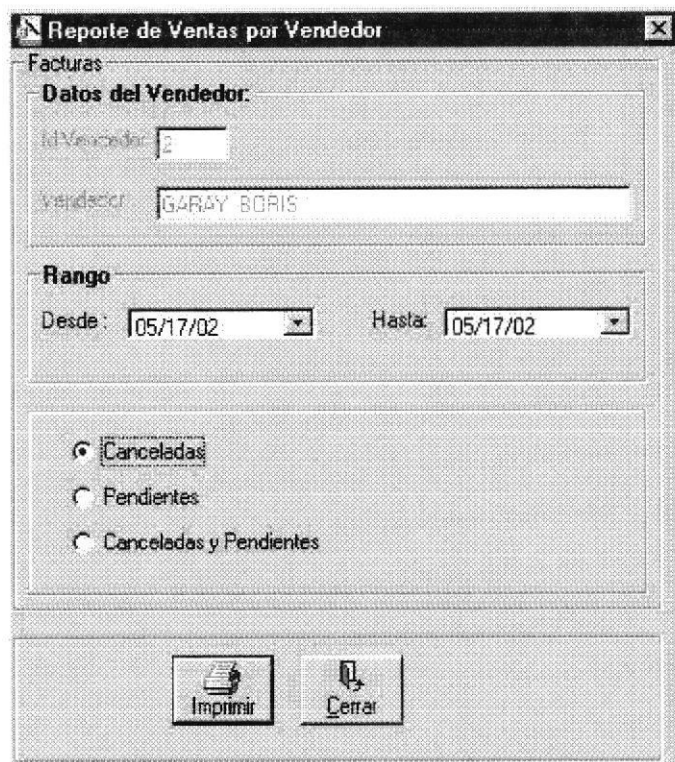 Reporte de Ventas por Vendedor
Facturas
Datos del Vendedor:
Id Vendedor 2
Vendedor: GARAY BORIS
Rango
Desde : 05/17/02 Hasta: 05/17/02
Canceladas
Pendientes
Canceladas y Pendientes
Imprimir Cerrar